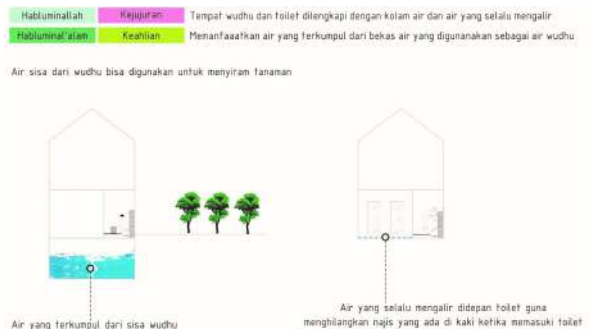 Habluminallah Kejujuran Tempat wudhu dan toilet dilengkapi dengan kolam air dan air yang selalu mengalir
Habluminal'alam Keahlian Menanfaaatkan air yang terkumpul dari bekas air yang digunanakan sebagai air wudhu
Air sisa dari wudhu bisa digunakan untuk menyiram tanaman
Air yang terkumpul dari sisa wudhu
Air yang selalu mengalir didepan toilet guna
menghilangkan najis yang ada di kaki ketika memasuki toilet